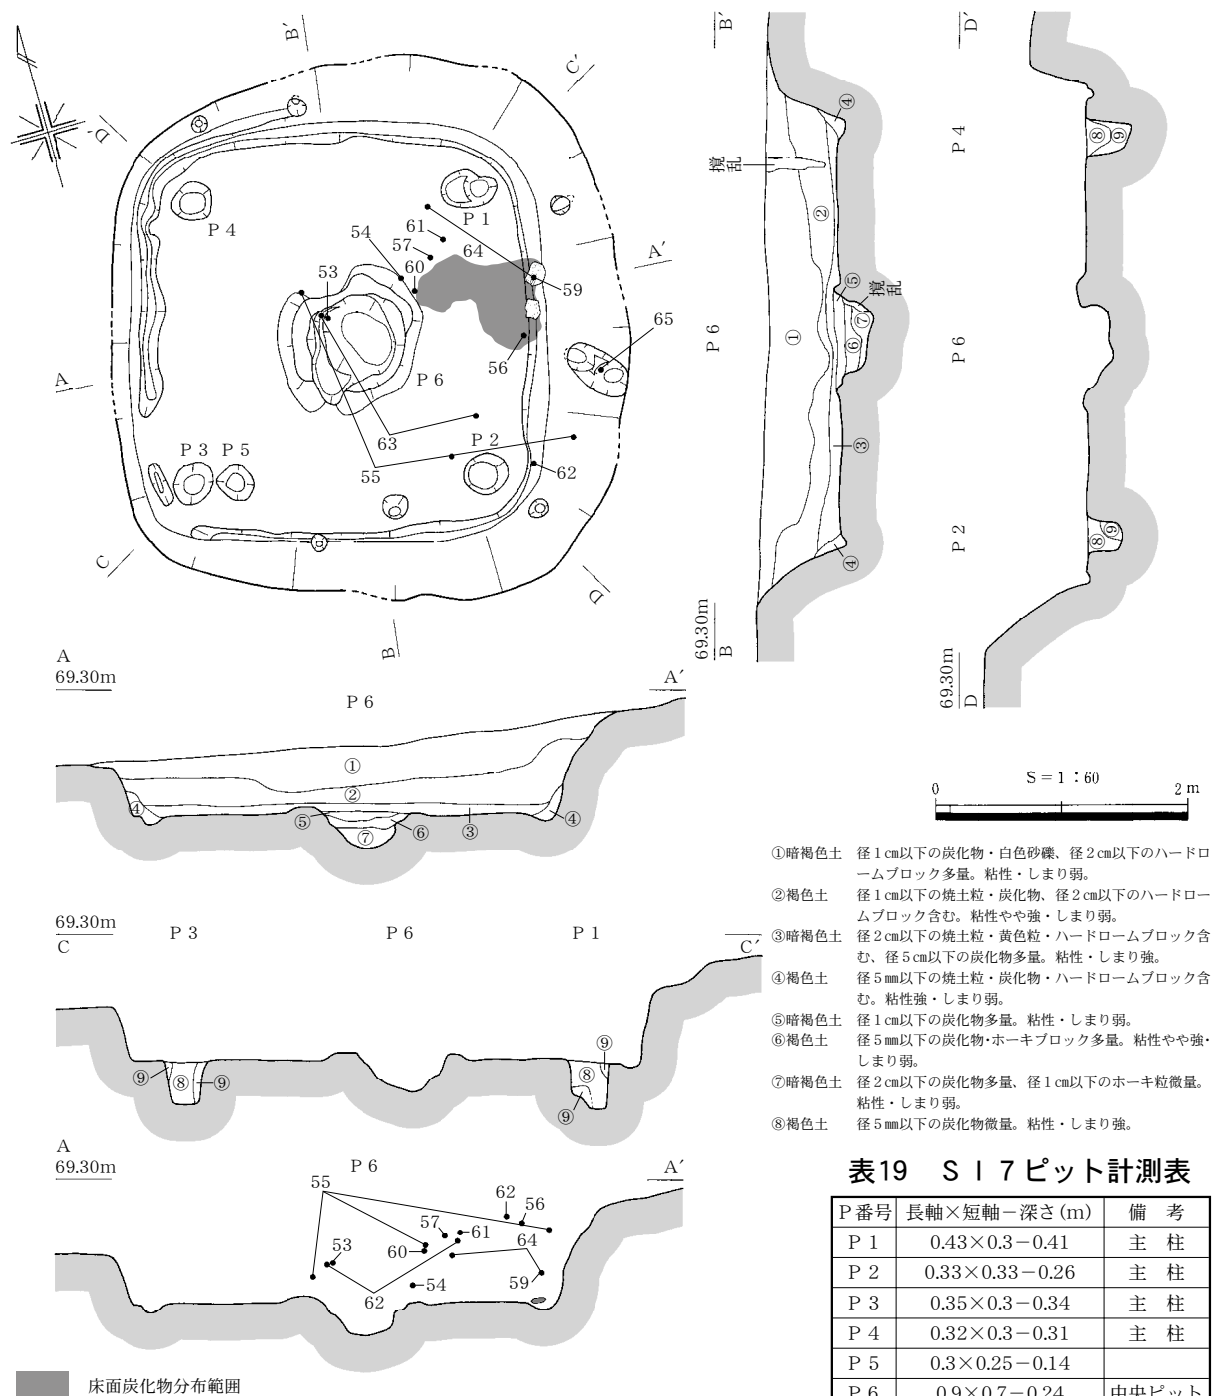 B′
C′
D′
P 4
P 1
61
54
57
64
60
53
A′
59
65
56
P 6
A
63
P 2
P 3
P 5
55
62
C
D
B
B′
④
攪乱
②
⑤
攪乱
⑦
⑥
①
P 6
③
④
69.30m
B
D′
P 4
⑧
⑨
P 6
P 2
⑧
⑨
69.30m
D
A
69.30m
A′
P 6
①
②
④
④
⑤
⑥
③
⑦
S=1:60
0
2 m
69.30m
C
P 3
P 6
P 1
C′
⑨
⑧
⑨
⑧
⑨
⑨
A
69.30m
P 6
A′
55
62
56
57
61
53
60
64
54
59
62
床面炭化物分布範囲
①暗褐色土 径1㎝以下の炭化物・白色砂礫、径2㎝以下のハードロ
ームブロック多量。粘性・しまり弱。
②褐色土 径1㎝以下の焼土粒・炭化物、径2㎝以下のハードロー
ムブロック含む。粘性やや強・しまり弱。
③暗褐色土 径2㎝以下の焼土粒・黄色粒・ハードロームブロック含
む、径5㎝以下の炭化物多量。粘性・しまり強。
④褐色土 径5㎜以下の焼土粒・炭化物・ハードロームブロック含
む。粘性強・しまり弱。
⑤暗褐色土 径1㎝以下の炭化物多量。粘性・しまり弱。
⑥褐色土 径5㎜以下の炭化物・ホーキブロック多量。粘性やや強・
しまり弱。
⑦暗褐色土 径2㎝以下の炭化物多量、径1㎝以下のホーキ粒微量。
粘性・しまり弱。
⑧褐色土 径5㎜以下の炭化物微量。粘性・しまり強。
表19 SI7ピット計測表
P番号 長軸×短軸−深さ(m) 備 考
P 1 0.43×0.3−0.41 主 柱
P 2 0.33×0.33−0.26 主 柱
P 3 0.35×0.3−0.34 主 柱
P 4 0.32×0.3−0.31 主 柱
P 5 0.3×0.25−0.14
P 6 0.9×0.7−0.24 中央ピット